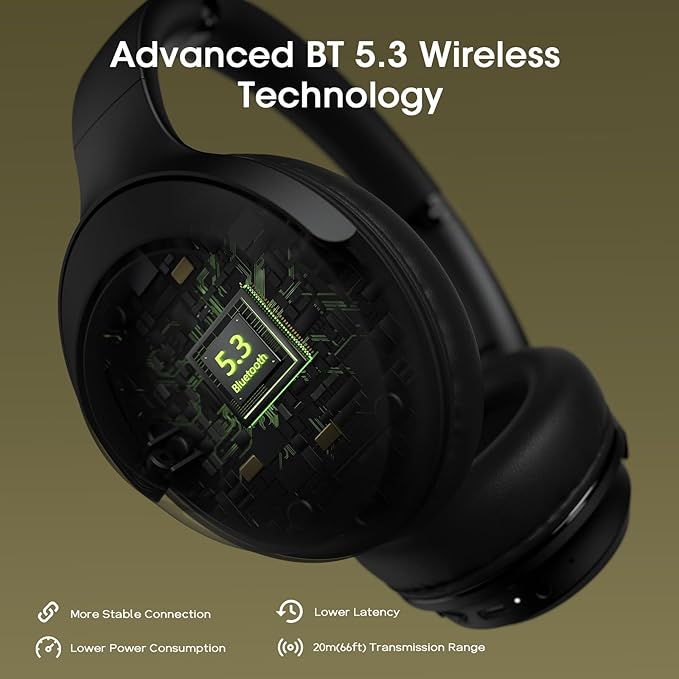 Advanced BT 5.3 Wireless
Technology
5.3
Bluetooth
More Stable Connection
Lower Latency
Lower Power Consumption
20m(66ft) Transmission Range